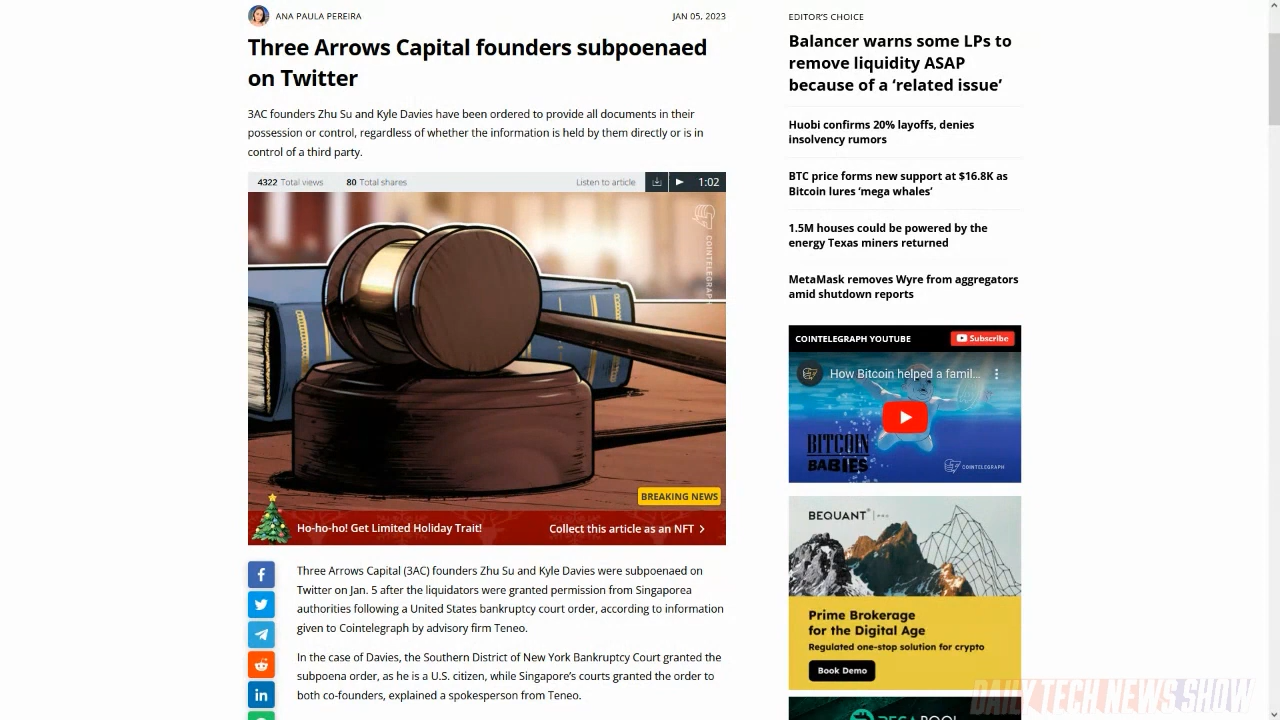 ANA PAULA PEREIRA
JAN 05, 2023
Three Arrows Capital founders subpoenaed
on Twitter
3AC founders Zhu Su and Kyle Davies have been ordered to provide all documents in their
possession or control, regardless of whether the information is held by them directly or is in
control of a third party.
4322 Total views
80 Total shares
Listen to article
1:02
COINTELEGRAPH
BREAKING NEWS
Ho-ho-ho! Get Limited Holiday Trait!
Collect this article as an NFT >
Three Arrows Capital (3AC) founders Zhu Su and Kyle Davies were subpoenaed on
Twitter on Jan. 5 after the liquidators were granted permission from Singaporea
authorities following a United States bankruptcy court order, according to information
given to Cointelegraph by advisory firm Teneo.
In the case of Davies, the Southern District of New York Bankruptcy Court granted the
subpoena order, as he is a U.S. citizen, while Singapore's courts granted the order to
both co-founders, explained a spokesperson from Teneo.
EDITOR'S CHOICE
Balancer warns some LPs to
remove liquidity ASAP
because of a ‘related issue’
Huobi confirms 20% layoffs, denies
insolvency rumors
BTC price forms new support at $16.8K as
Bitcoin lures ‘mega whales’
1.5M houses could be powered by the
energy Texas miners returned
MetaMask removes Wyre from aggregators
amid shutdown reports
COINTELEGRAPH YOUTUBE
Subscribe
How Bitcoin helped a famil...
BITCOIN
BABIES
COINTELEGRAPH
BEQUANT
Prime Brokerage
for the Digital Age
Regulated one-stop solution for crypto
Book Demo
DAILY TECH NEWS SHOW